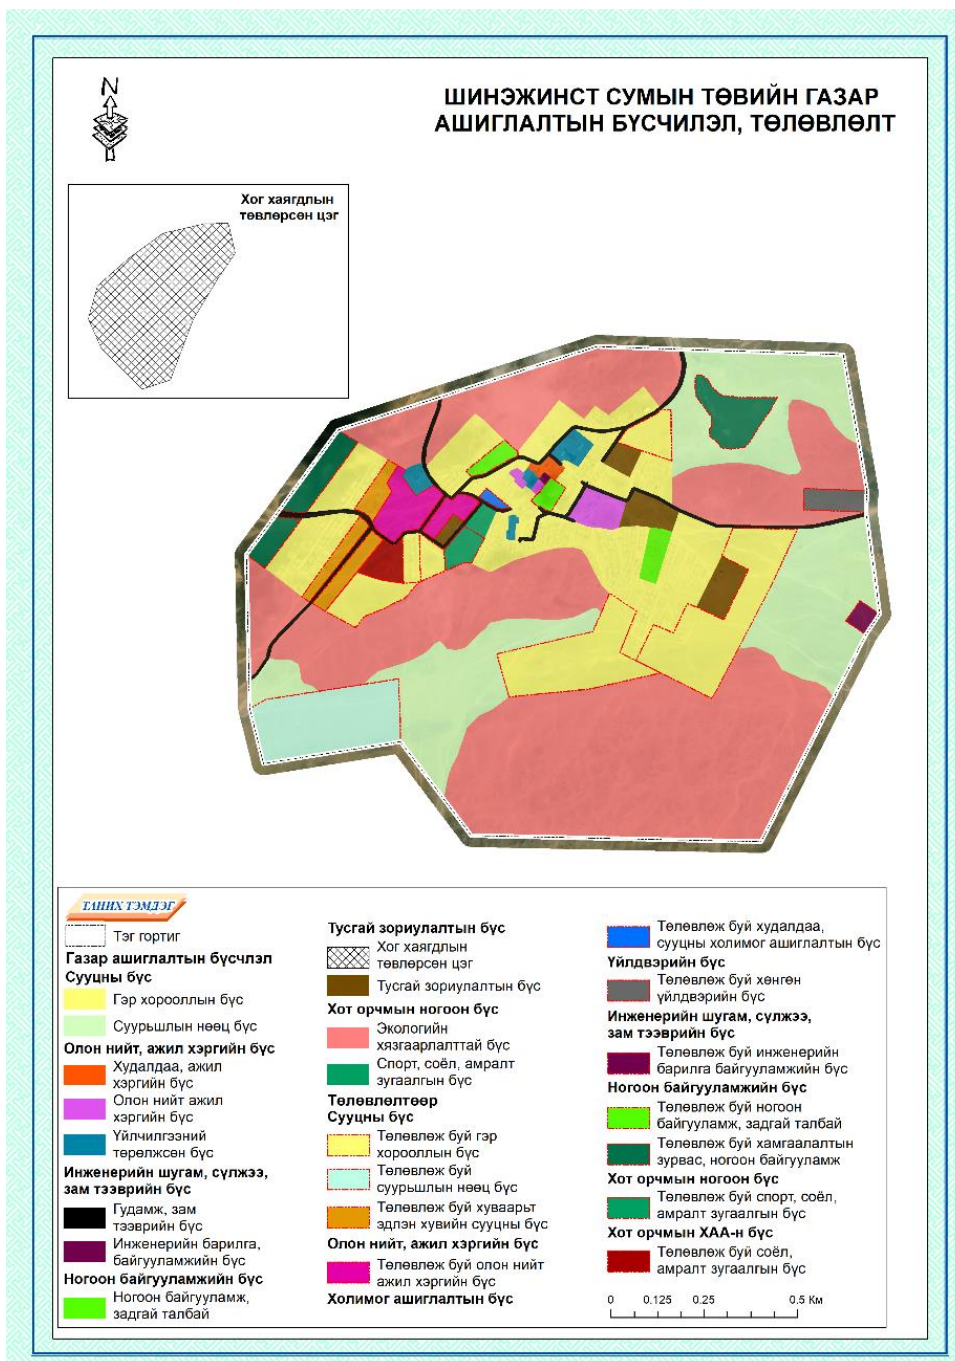 ШИНЭЖИНСТ СУМЫН ТӨВИЙН ГАЗАР
АШИГЛАЛТЫН БҮСЧИЛЭЛ, ТӨЛӨВЛӨЛТ
N
Хог хаягдлын
төвлөрсөн цэг
ТАНИХ ТЭМДЭГ
Тэг гортиг
Газар ашиглалтын бүсчлэл
Сууцны бүс
Гэр хорооллын бүс
Суурьшлын нөөц бүс
Олон нийт, ажил хэргийн бүс
Худалдаа, ажил
хэргийн бүс
Олон нийт ажил
хэргийн бүс
Үйлчилгээний
төрөлжсөн бүс
Инженерийн шугам, сүлжээ,
зам тээврийн бүс
Гудамж, зам
тээврийн бүс
Инженерийн барилга,
байгууламжийн бүс
Ногоон байгууламжийн бүс
Ногоон байгууламж,
задгай талбай
Тусгай зориулалтын бүс
Хог хаягдлын
төвлөрсөн цэг
Тусгай зориулалтын бүс
Хот орчмын ногоон бүс
Экологийн
хязгаарлалттай бүс
Спорт, соёл, амралт
зугаалгын бүс
Төлөвлөлтөөр
Сууцны бүс
Төлөвлөж буй гэр
хорооллын бүс
Төлөвлөж буй
суурьшлын нөөц бүс
Төлөвлөж буй хуваарьт
эдлэн хувийн сууцны бүс
Олон нийт, ажил хэргийн бүс
Төлөвлөж буй олон нийт
ажил хэргийн бүс
Холимог ашиглалтын бүс
Төлөвлөж буй худалдаа,
сууцны холимог ашиглалтын бүс
Үйлдвэрийн бүс
Төлөвлөж буй хөнгөн
үйлдвэрийн бүс
Инженерийн шугам, сүлжээ,
зам тээврийн бүс
Төлөвлөж буй инженерийн
барилга байгууламжийн бүс
Ногоон байгууламжийн бүс
Төлөвлөж буй ногоон
байгууламж, задгай талбай
Төлөвлөж буй хамгаалалтын
зурвас, ногоон байгууламж
Хот орчмын ногоон бүс
Төлөвлөж буй спорт, соёл,
амралт зугаалгын бүс
Хот орчмын ХАА-н бүс
Төлөвлөж буй соёл,
амралт зугаалгын бүс
0 0.125 0.25 0.5 Км